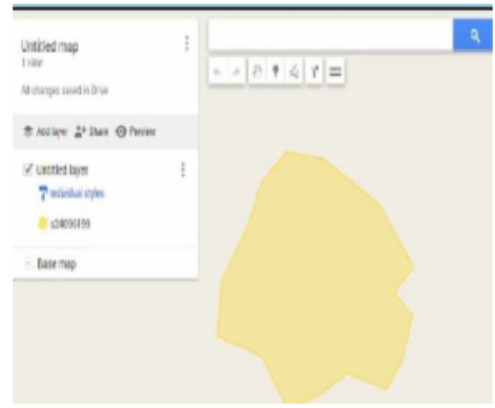 Untitled map
1 view
All changes saved in Drive
Add layer Share Preview
Untitled layer
Individual styles
s24096199
Base map